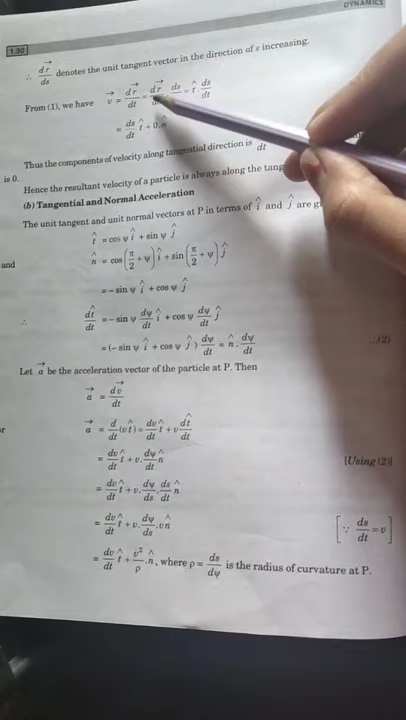 DYNAMICS
1.30
∴ dr⃗/ds denotes the unit tangent vector in the direction of s increasing.
From (1), we have v⃗ = dr⃗/dt = dr⃗/ ds = t̂ . ds/dt
= ds/dt t̂ + 0.n̂
Thus the components of velocity along tangential direction is /dt
is 0.
Hence the resultant velocity of a particle is always along the
(b) Tangential and Normal Acceleration
The unit tangent and unit normal vectors at P in terms of î and ĵ are
t̂ = cos ψ î + sin ψ ĵ
and n̂ = cos(π/2 + ψ) î + sin(π/2 + ψ) ĵ
= – sin ψ î + cos ψ ĵ
∴ dt̂/dt = – sin ψ dψ/dt î + cos ψ dψ/dt ĵ
= (– sin ψ î + cos ψ ĵ) dψ/dt = n̂ . dψ/dt ...(2)
Let a⃗ be the acceleration vector of the particle at P. Then
a⃗ = dv⃗/dt
or a⃗ = d/dt (vt̂) = dv/dt t̂ + v dt̂/dt
= dv/dt t̂ + v. dψ/dt n̂ [Using (2)]
= dv/dt t̂ + v. dψ/ds . ds/dt n̂
= dv/dt t̂ + v. dψ/ds .vn̂ [∵ ds/dt = v]
= dv/dt t̂ + v²/ρ . n̂, where ρ = ds/dψ is the radius of curvature at P.